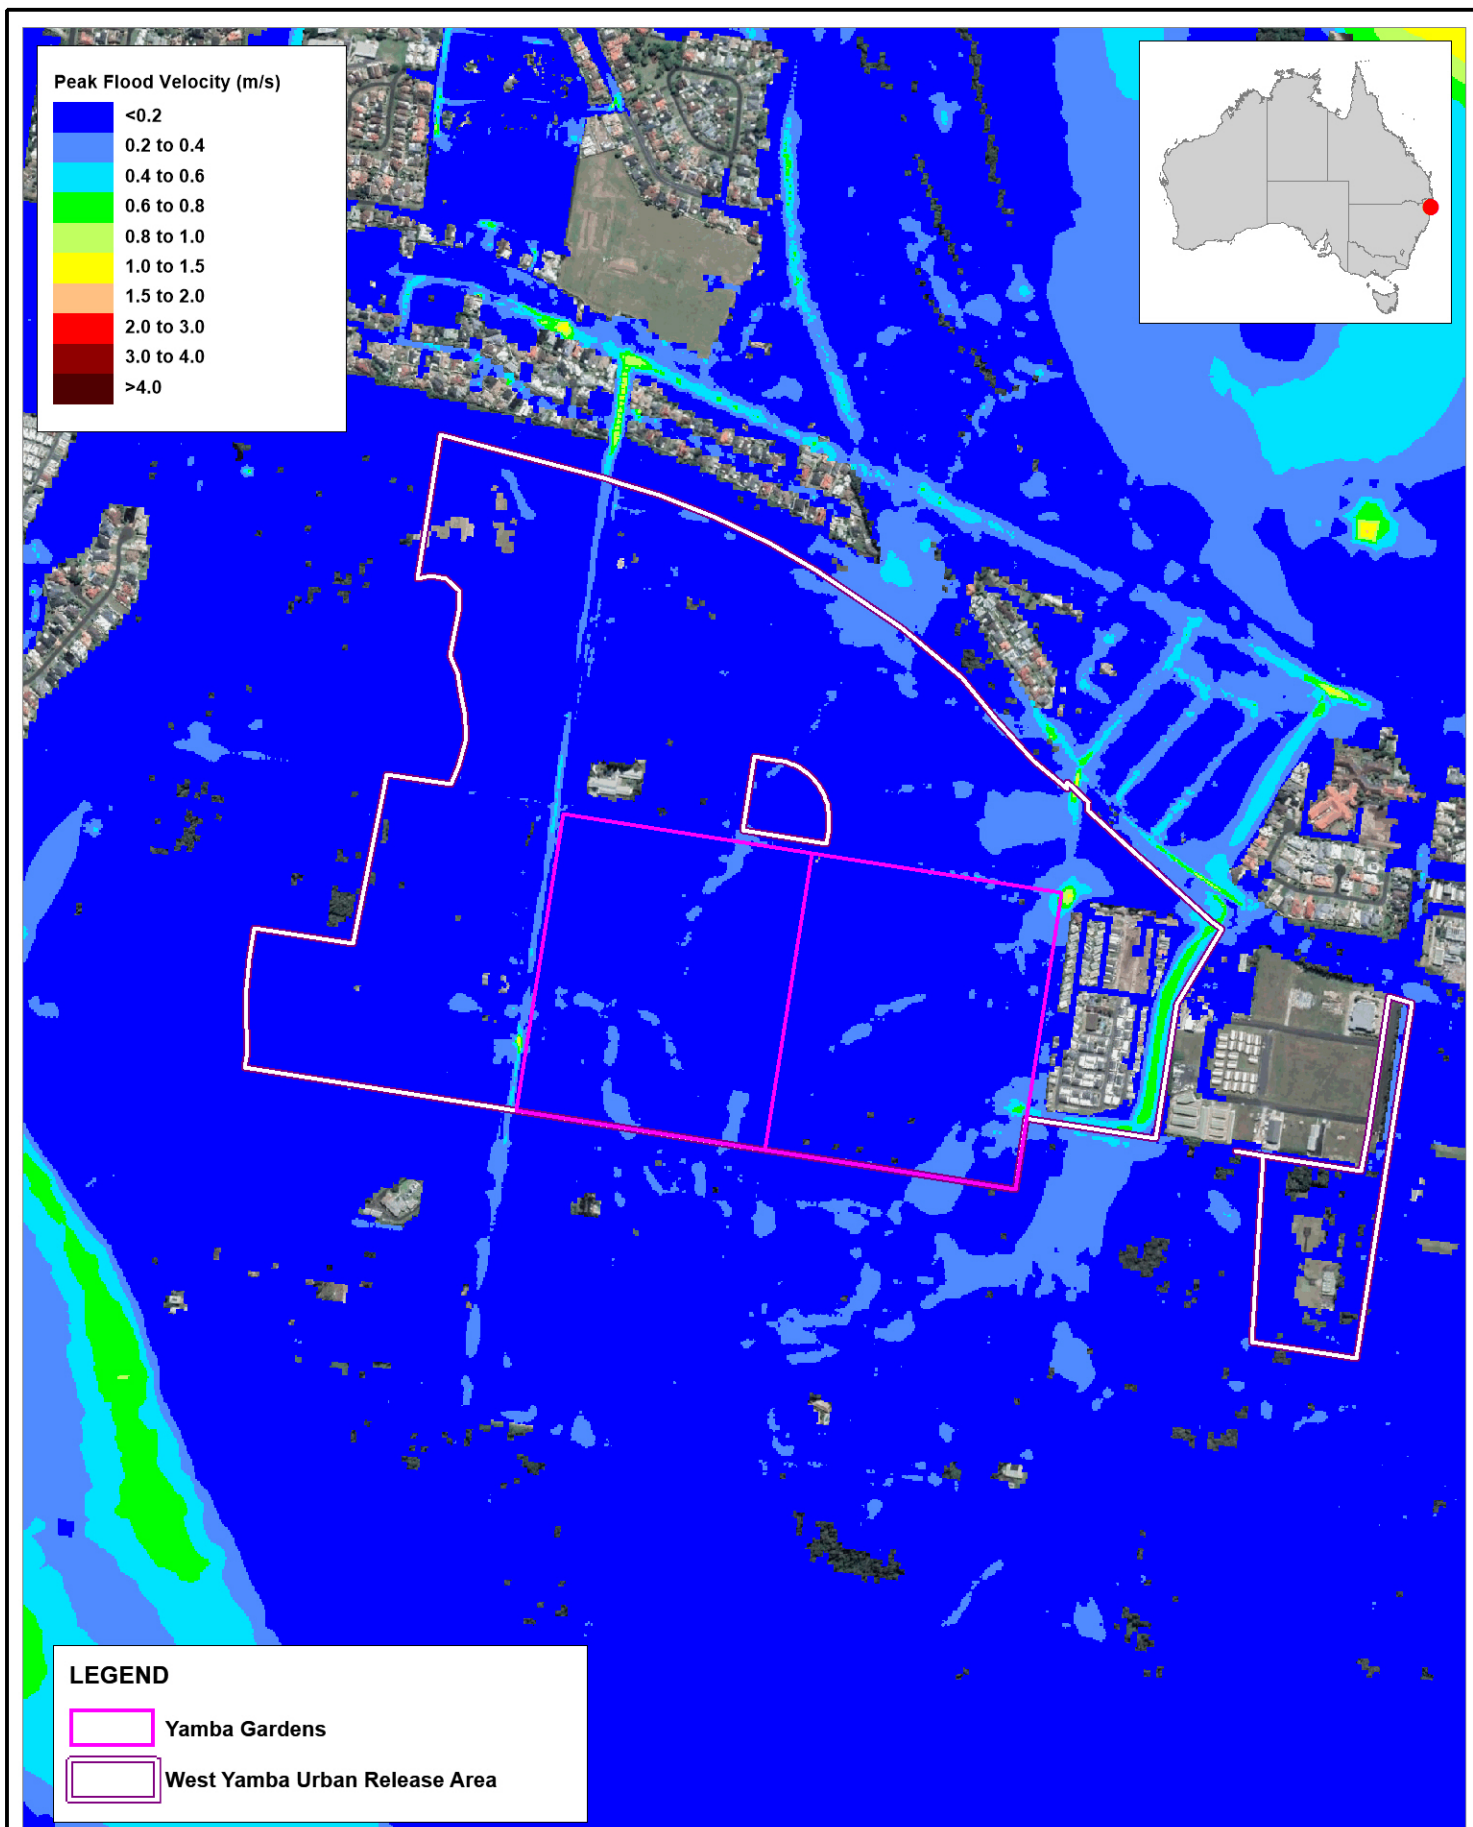 Peak Flood Velocity (m/s)
<0.2
0.2 to 0.4
0.4 to 0.6
0.6 to 0.8
0.8 to 1.0
1.0 to 1.5
1.5 to 2.0
2.0 to 3.0
3.0 to 4.0
>4.0
LEGEND
Yamba Gardens
West Yamba Urban Release Area